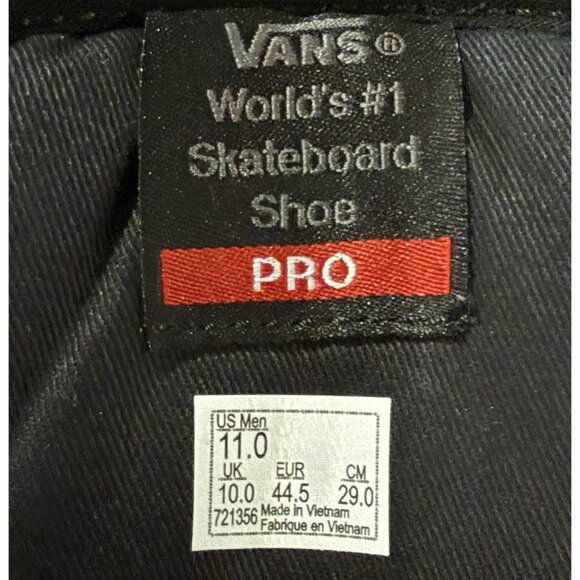 VANS®
World's #1
Skateboard
Shoe
PRO
US Men
11.0
UK EUR CM
10.0 44.5 29.0
721356 Made in Vietnam
Fabrique en Vietnam